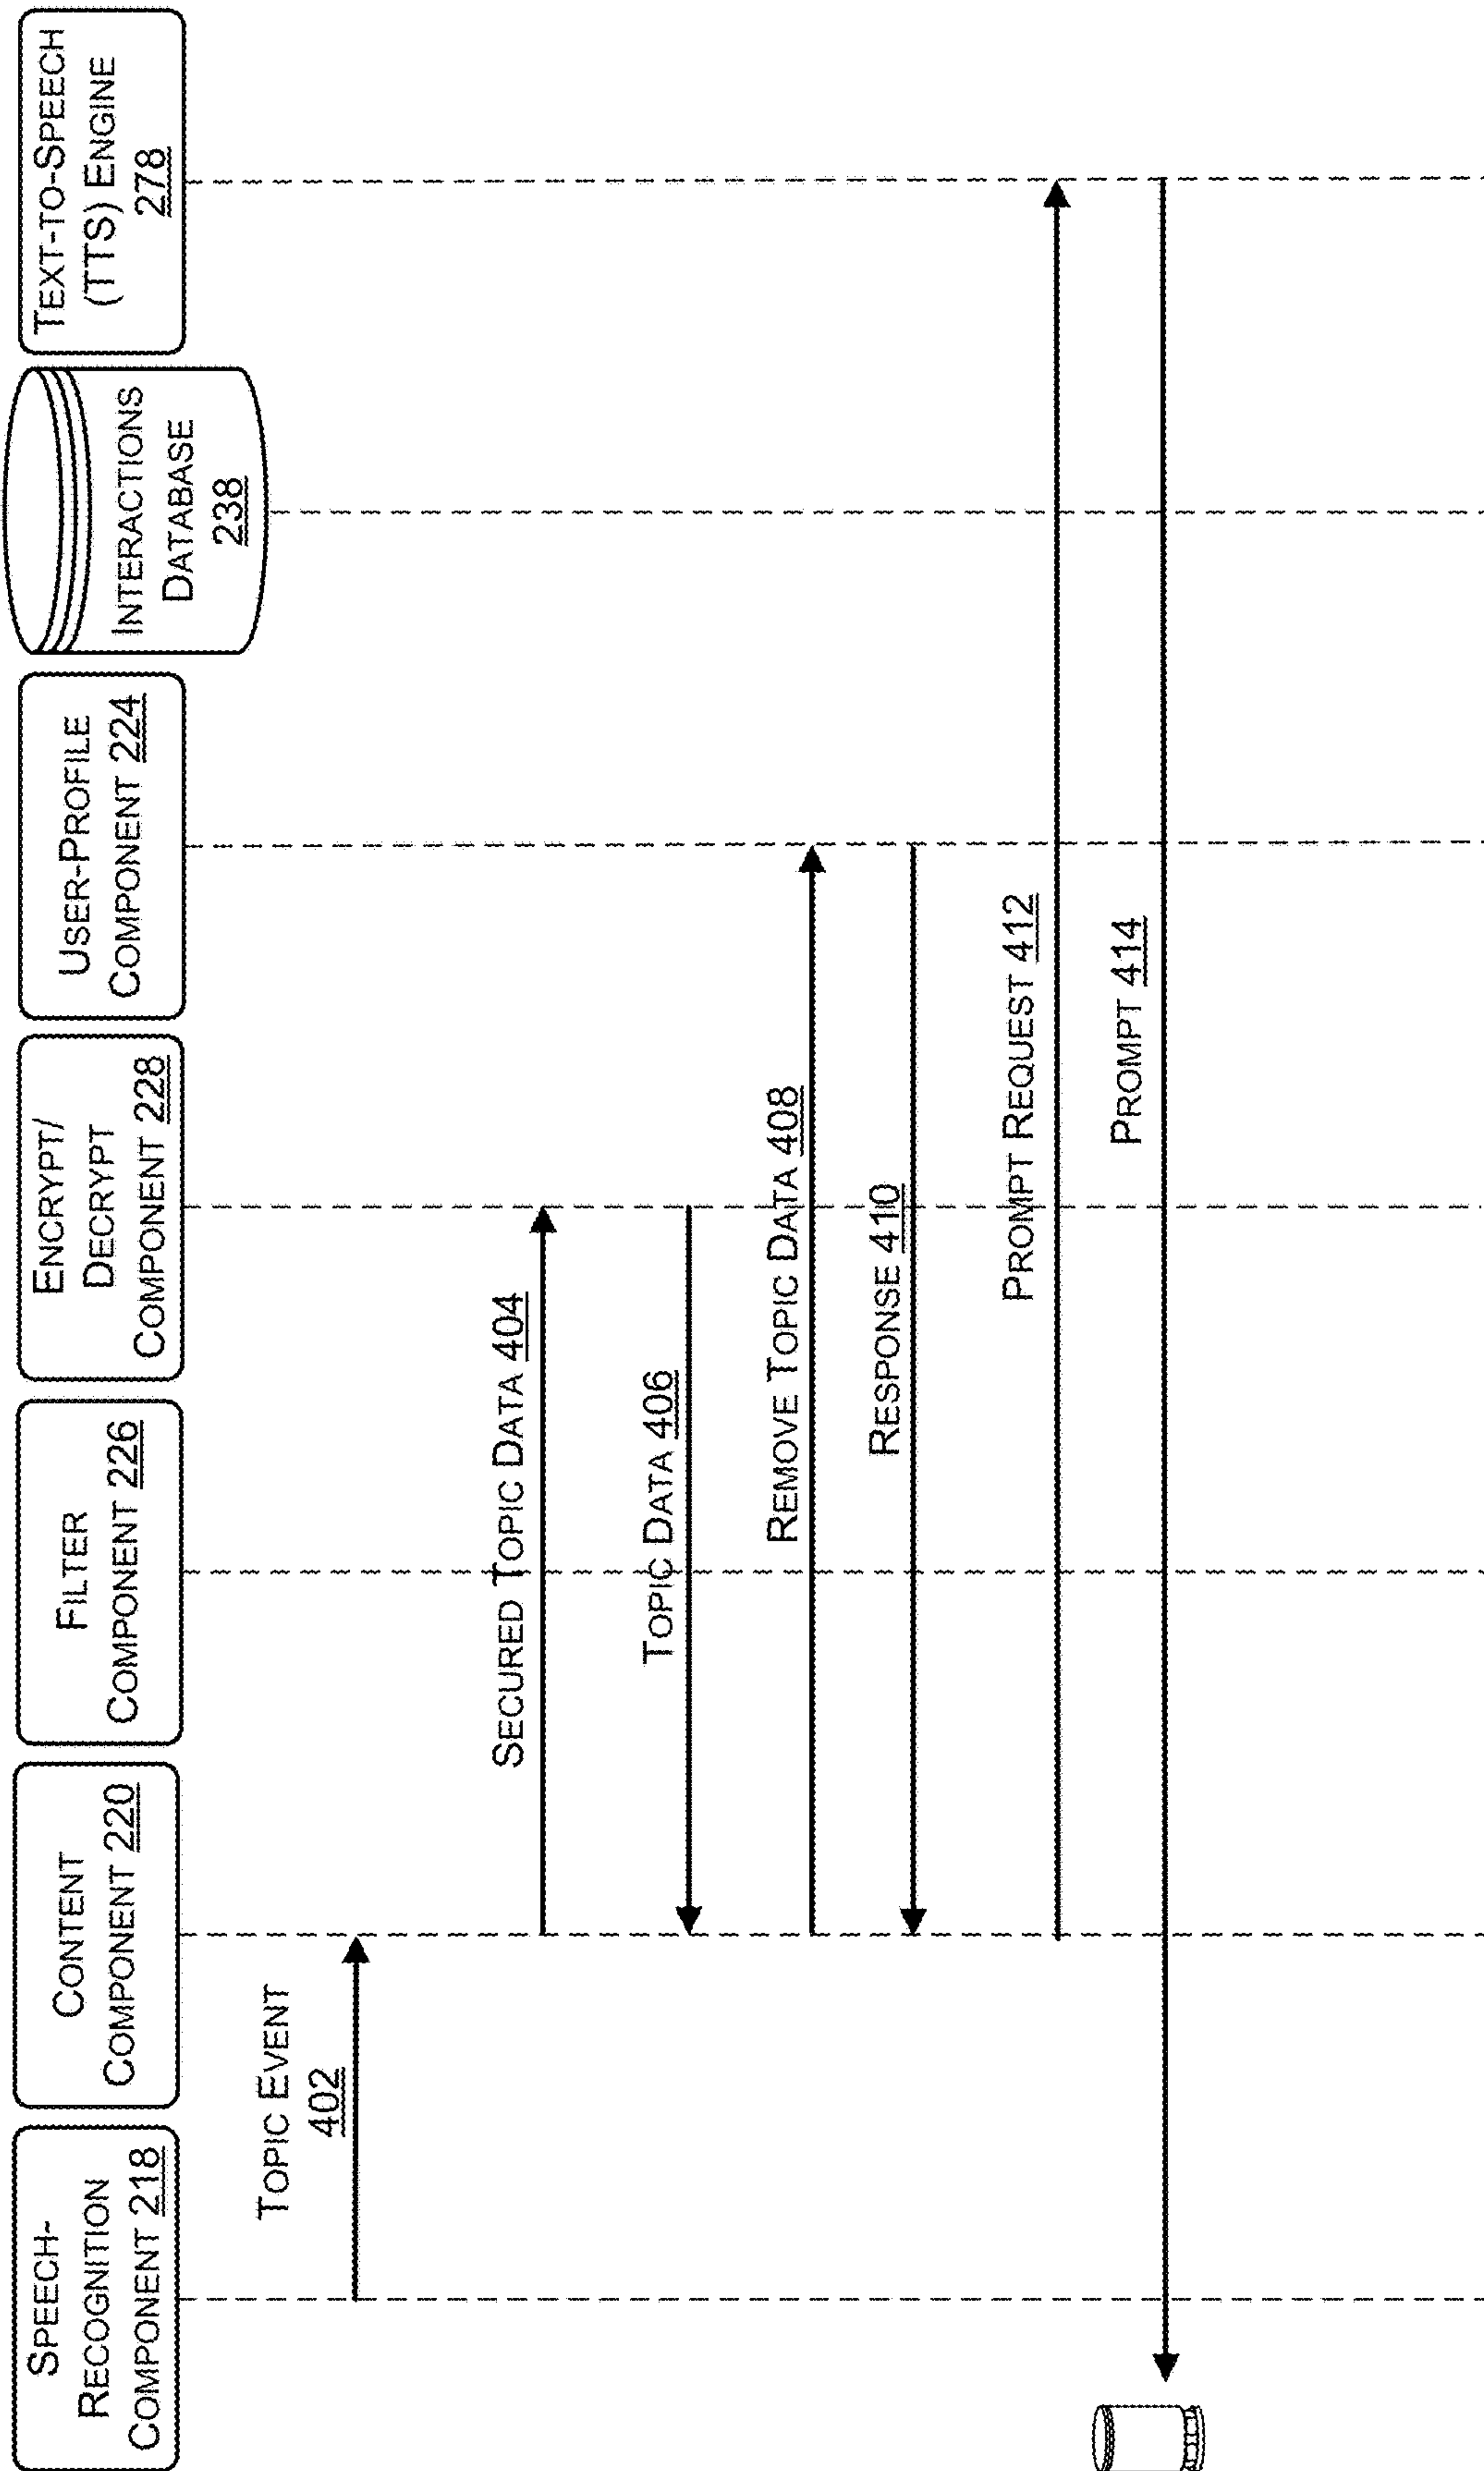 SPEECH-
RECOGNITION
COMPONENT 218
CONTENT
COMPONENT 220
FILTER
COMPONENT 226
ENCRYPT/
DECRYPT
COMPONENT 228
USER-PROFILE
COMPONENT 224
INTERACTIONS
DATABASE
238
TEXT-TO-SPEECH
(TTS) ENGINE
278
TOPIC EVENT
402
SECURED TOPIC DATA 404
TOPIC DATA 406
REMOVE TOPIC DATA 408
RESPONSE 410
PROMPT REQUEST 412
PROMPT 414